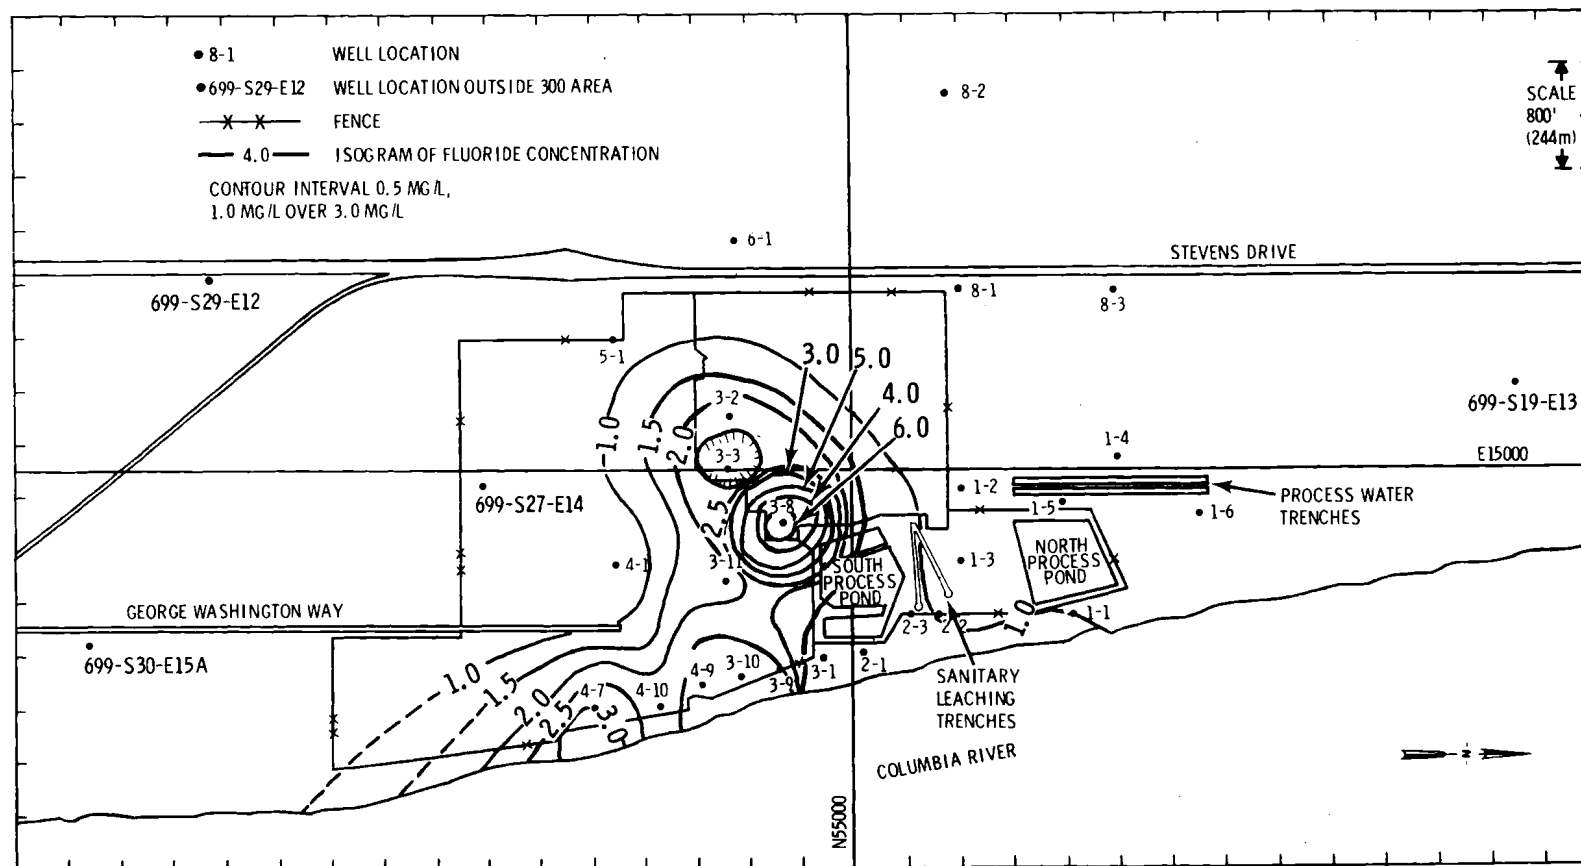 8-1 WELL LOCATION
699-S29-E12 WELL LOCATION OUTSIDE 300 AREA
FENCE
4.0 ISOGRAM OF FLUORIDE CONCENTRATION
CONTOUR INTERVAL 0.5 MG/L,
1.0 MG/L OVER 3.0 MG/L
8-2
SCALE
800'
(244m)
6-1
STEVENS DRIVE
699-S29-E12
8-1
8-3
5-1
3.0
5.0
4.0
6.0
3-2
699-S19-E13
1.0
1.5
2.0
2.5
3-3
1-4
E15000
699-S27-E14
3-8
1-2
1-5
1-6
PROCESS WATER
TRENCHES
4-1
3-11
SOUTH
PROCESS
POND
1-3
NORTH
PROCESS
POND
GEORGE WASHINGTON WAY
2-3
2-2
1.0
1-1
699-S30-E15A
1.0
1.5
2.0
2.5
3.0
4-7
4-10
4-9
3-10
3-9
3-1
2-1
SANITARY
LEACHING
TRENCHES
COLUMBIA RIVER
N
N55000